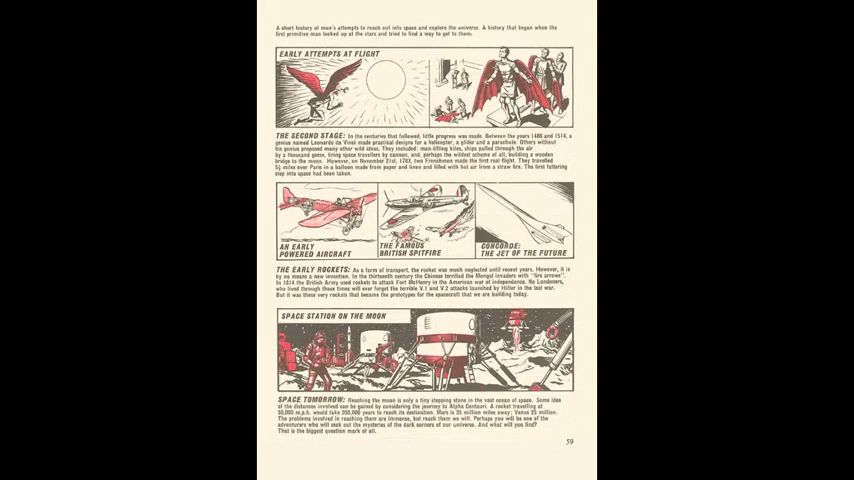 A short history of man's attempts to reach out into space and explore the universe. A history that began when the
first primitive man looked up at the stars and tried to find a way to get to them.
EARLY ATTEMPTS AT FLIGHT
THE SECOND STAGE: In the centuries that followed, little progress was made. Between the years 1486 and 1514, a
genius named Leonardo da Vinci made practical designs for a helicopter, a glider and a parachute. Others without
his genius proposed many other wild ideas. They included: man-lifting kites, ships pulled through the air
by a thousand geese, firing space travellers by cannon, and, perhaps the wildest scheme of all, building a wooden
bridge to the moon. However, on November 21st, 1783, two Frenchmen made the first real flight. They travelled
5½ miles over Paris in a balloon made from paper and linen and filled with hot air from a straw fire. The first faltering
step into space had been taken.
AN EARLY
POWERED AIRCRAFT
THE FAMOUS
BRITISH SPITFIRE
CONCORDE:
THE JET OF THE FUTURE
THE EARLY ROCKETS: As a form of transport, the rocket was much neglected until recent years. However, it is
by no means a new invention. In the thirteenth century the Chinese terrified the Mongol invaders with "fire arrows".
In 1814 the British Army used rockets to attack Fort McHenry in the American war of independence. No Londoners,
who lived through those times will ever forget the terrible V.1 and V.2 attacks launched by Hitler in the last war.
But it was these very rockets that became the prototypes for the spacecraft that we are building today.
SPACE STATION ON THE MOON
SPACE TOMORROW: Reaching the moon is only a tiny stepping stone in the vast ocean of space. Some idea
of the distances involved can be gained by considering the journey to Alpha Centauri. A rocket travelling at
50,000 m.p.h. would take 200,000 years to reach its destination. Mars is 35 million miles away; Venus 25 million.
The problems involved in reaching them are immense, but reach them we will. Perhaps you will be one of the
adventurers who will seek out the mysteries of the dark corners of our universe. And what will you find?
That is the biggest question mark of all.
59